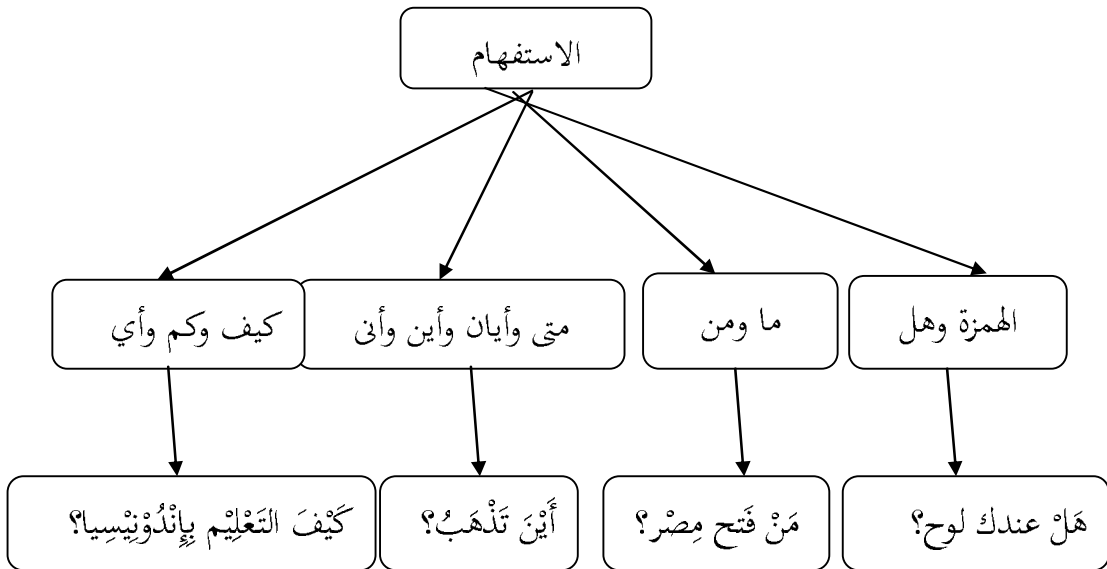 الاستفهام
الهمزة وهل
ما ومن
متى وأيان وأين وأنى
كيف وكم وأي
هَلْ عندك لوح؟
مَنْ فَتح مِصْر؟
أَيْنَ تَذْهَبُ؟
كَيْفَ التَعْلِيْم بِإِنْدُوْنِيْسِيا؟